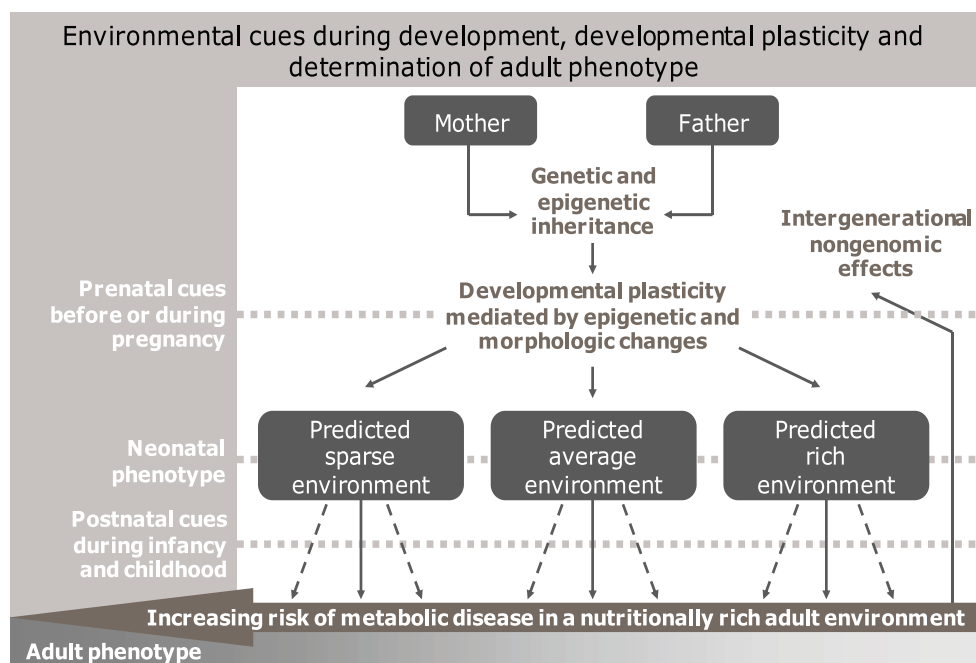 Environmental cues during development, developmental plasticity and
determination of adult phenotype
Mother
Father
Genetic and
epigenetic
inheritance
Intergenerational
nongenomic
effects
Prenatal cues
before or during
pregnancy
Developmental plasticity
mediated by epigenetic and
morphologic changes
Neonatal
phenotype
Predicted
sparse
environment
Predicted
average
environment
Predicted
rich
environment
Postnatal cues
during infancy
and childhood
Increasing risk of metabolic disease in a nutritionally rich adult environment
Adult phenotype